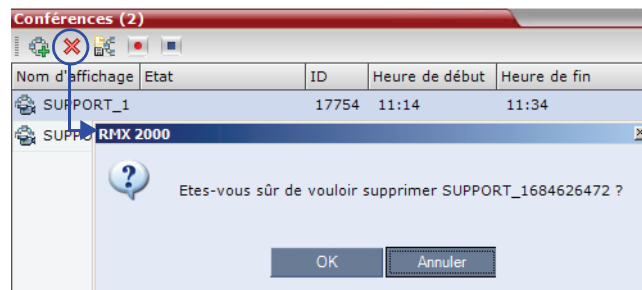 Conférences (2)
Nom d'affichage Etat ID Heure de début Heure de fin
SUPPORT_1 17754 11:14 11:34
SUPPO
RMX 2000
Etes-vous sûr de vouloir supprimer SUPPORT_1684626472 ?
OK Annuler